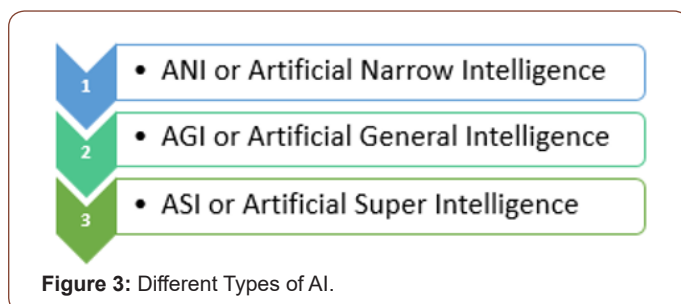 1 • ANI or Artificial Narrow Intelligence
2 • AGI or Artificial General Intelligence
3 • ASI or Artificial Super Intelligence
Figure 3: Different Types of AI.